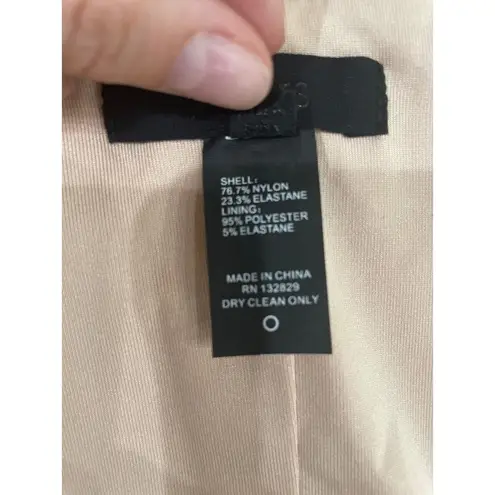 SHELL:
76.7% NYLON
23.3% ELASTANE
LINING:
95% POLYESTER
5% ELASTANE
MADE IN CHINA
RN 132829
DRY CLEAN ONLY